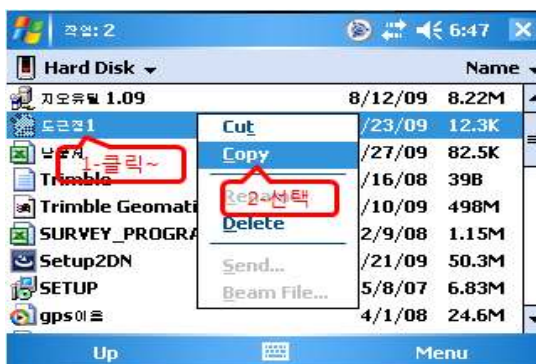 작업: 2 6:47
Hard Disk Name
지오유틸 1.09 8/12/09 8.22M
도근점1 /23/09 12.3K
/27/09 82.5K
1-클릭~
Trimble /16/08 39B
Trimble Geomati /10/09 498M
SURVEY_PROGRA 2/9/08 1.15M
Setup2DN /21/09 50.3M
SETUP 5/8/07 6.83M
gps이름 4/1/08 24.6M
Cut
Copy
2-선택
Delete
Send...
Beam File...
Up Menu